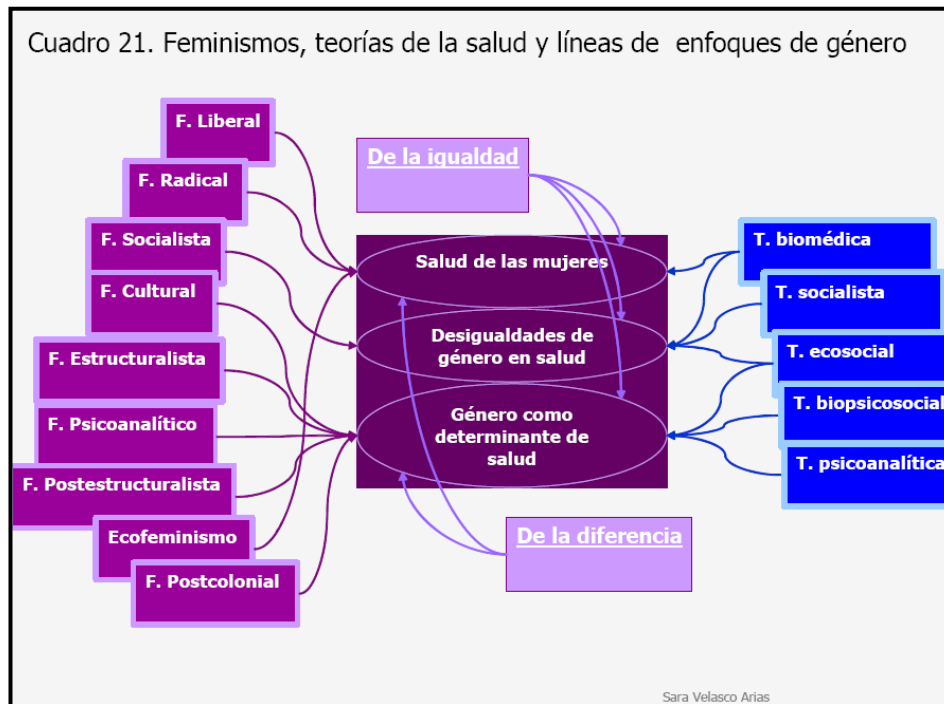 Cuadro 21. Feminismos, teorías de la salud y líneas de enfoques de género
F. Liberal
F. Radical
F. Socialista
F. Cultural
F. Estructuralista
F. Psicoanalítico
F. Postestructuralista
Ecofeminismo
F. Postcolonial
De la igualdad
Salud de las mujeres
Desigualdades de
género en salud
Género como
determinante de
salud
De la diferencia
T. biomédica
T. socialista
T. ecosocial
T. biopsicosocial
T. psicoanalítica
Sara Velasco Arias